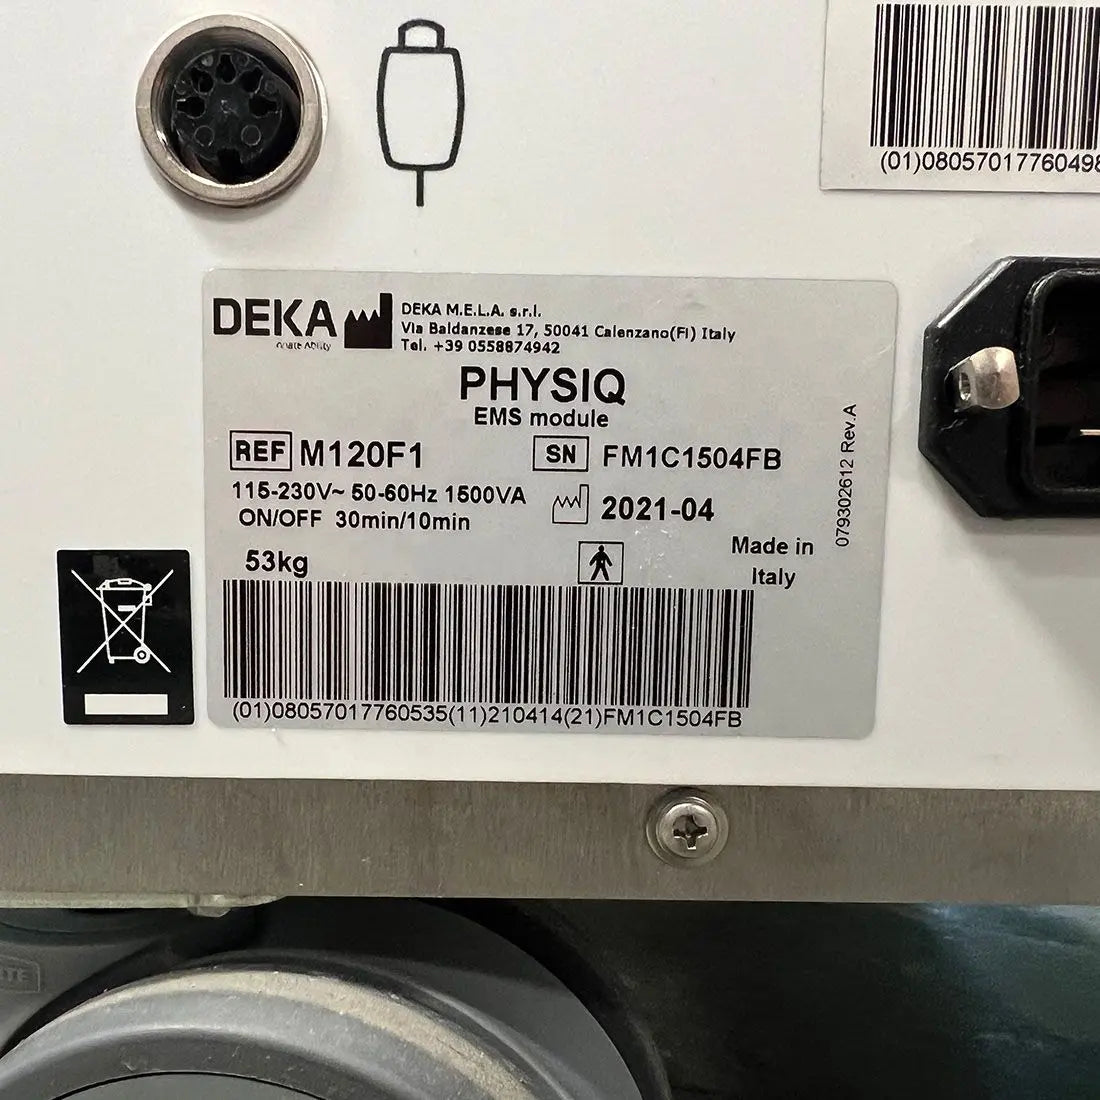 (01)0805701776049
DEKA
DEKA M.E.L.A. s.r.l.
Via Baldanzese 17, 50041 Calenzano(FI) Italy
Tel. +39 0558874942
PHYSIQ
EMS module
REF M120F1
SN FM1C1504FB
115-230V~ 50-60Hz 1500VA
ON/OFF 30min/10min
2021-04
53kg
Made in
Italy
079302612 Rev.A
(01)08057017760535(11)210414(21)FM1C1504FB